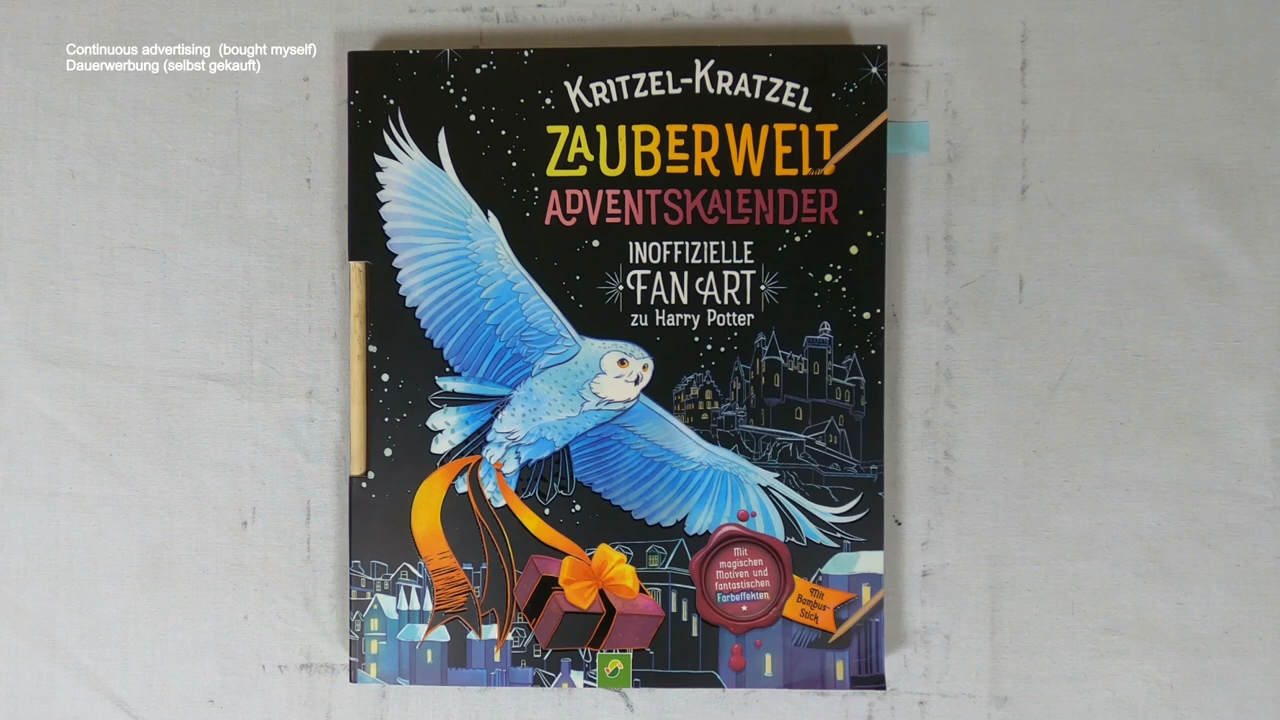 Continuous advertising (bought myself)
Dauerwerbung (selbst gekauft)
KRITZEL-KRATZEL
ZAUBERWELT
ADVENTSKALENDER
INOFFIZIELLE
FAN ART
zu Harry Potter
Mit
magischen
Motiven und
fantastischen
Farbeffekten
Mit
Bambus-
Stick